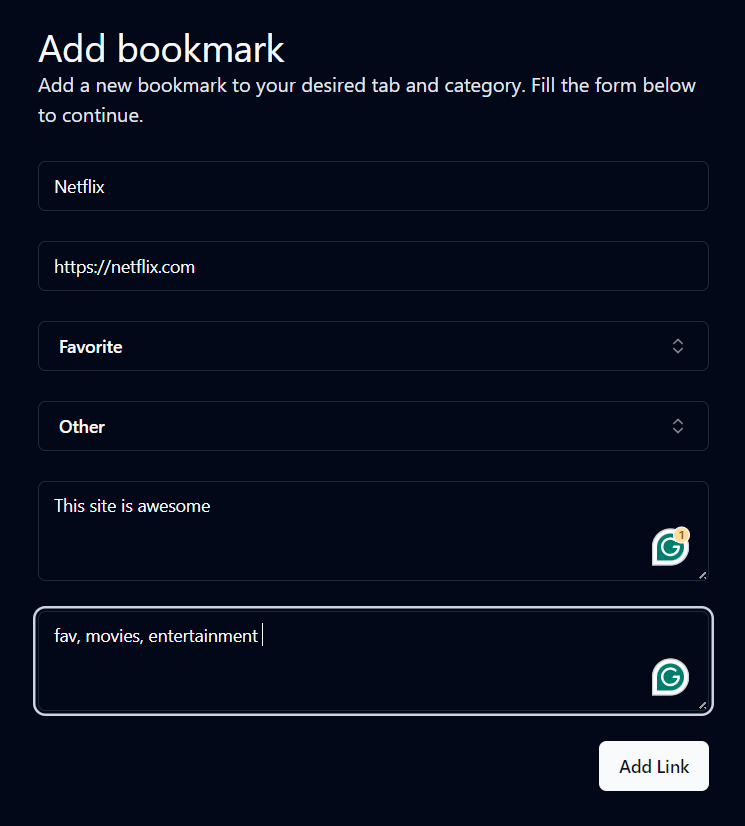 Add bookmark
Add a new bookmark to your desired tab and category. Fill the form below
to continue.
Netflix
https://netflix.com
Favorite
Other
This site is awesome
1
fav, movies, entertainment
Add Link